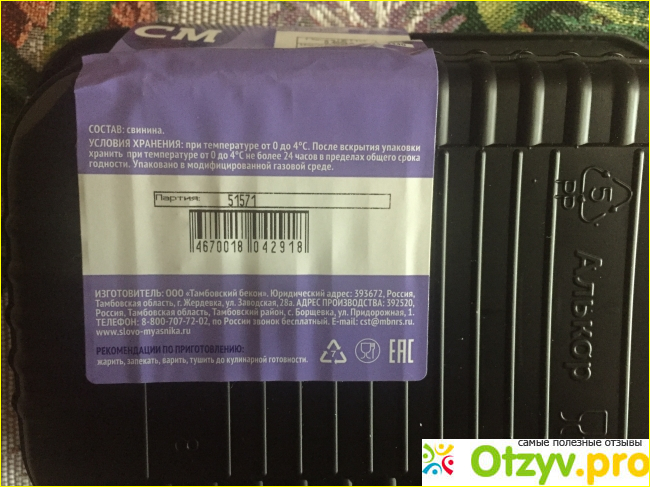 СМ
СОСТАВ: свинина.
УСЛОВИЯ ХРАНЕНИЯ: при температуре от 0 до 4°С. После вскрытия упаковки
хранить при температуре от 0 до 4°С не более 24 часов в пределах общего срока
годности. Упаковано в модифицированной газовой среде.
Партия: 51571
4670018 042918
ИЗГОТОВИТЕЛЬ: ООО «Тамбовский бекон». Юридический адрес: 393672, Россия,
Тамбовская область, г. Жердевка, ул. Заводская, 28а. АДРЕС ПРОИЗВОДСТВА: 392520,
Россия, Тамбовская область, Тамбовский район, с. Борщевка, ул. Придорожная, 1.
ТЕЛЕФОН: 8-800-707-72-02, по России звонок бесплатный. E-mail: cst@mbnrs.ru.
www.slovo-myasnika.ru
РЕКОМЕНДАЦИИ ПО ПРИГОТОВЛЕНИЮ:
жарить, запекать, варить, тушить до кулинарной готовности.
7
EAC
5
PP
Алькор
самые полезные отзывы
Otzyv.pro